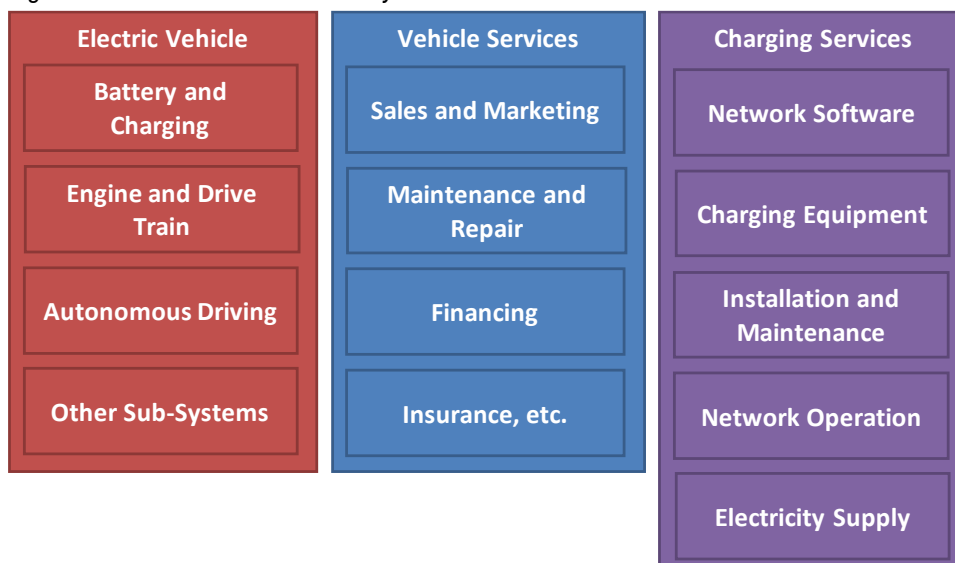 Electric Vehicle
Battery and
Charging
Engine and Drive
Train
Autonomous Driving
Other Sub-Systems
Vehicle Services
Sales and Marketing
Maintenance and
Repair
Financing
Insurance, etc.
Charging Services
Network Software
Charging Equipment
Installation and
Maintenance
Network Operation
Electricity Supply